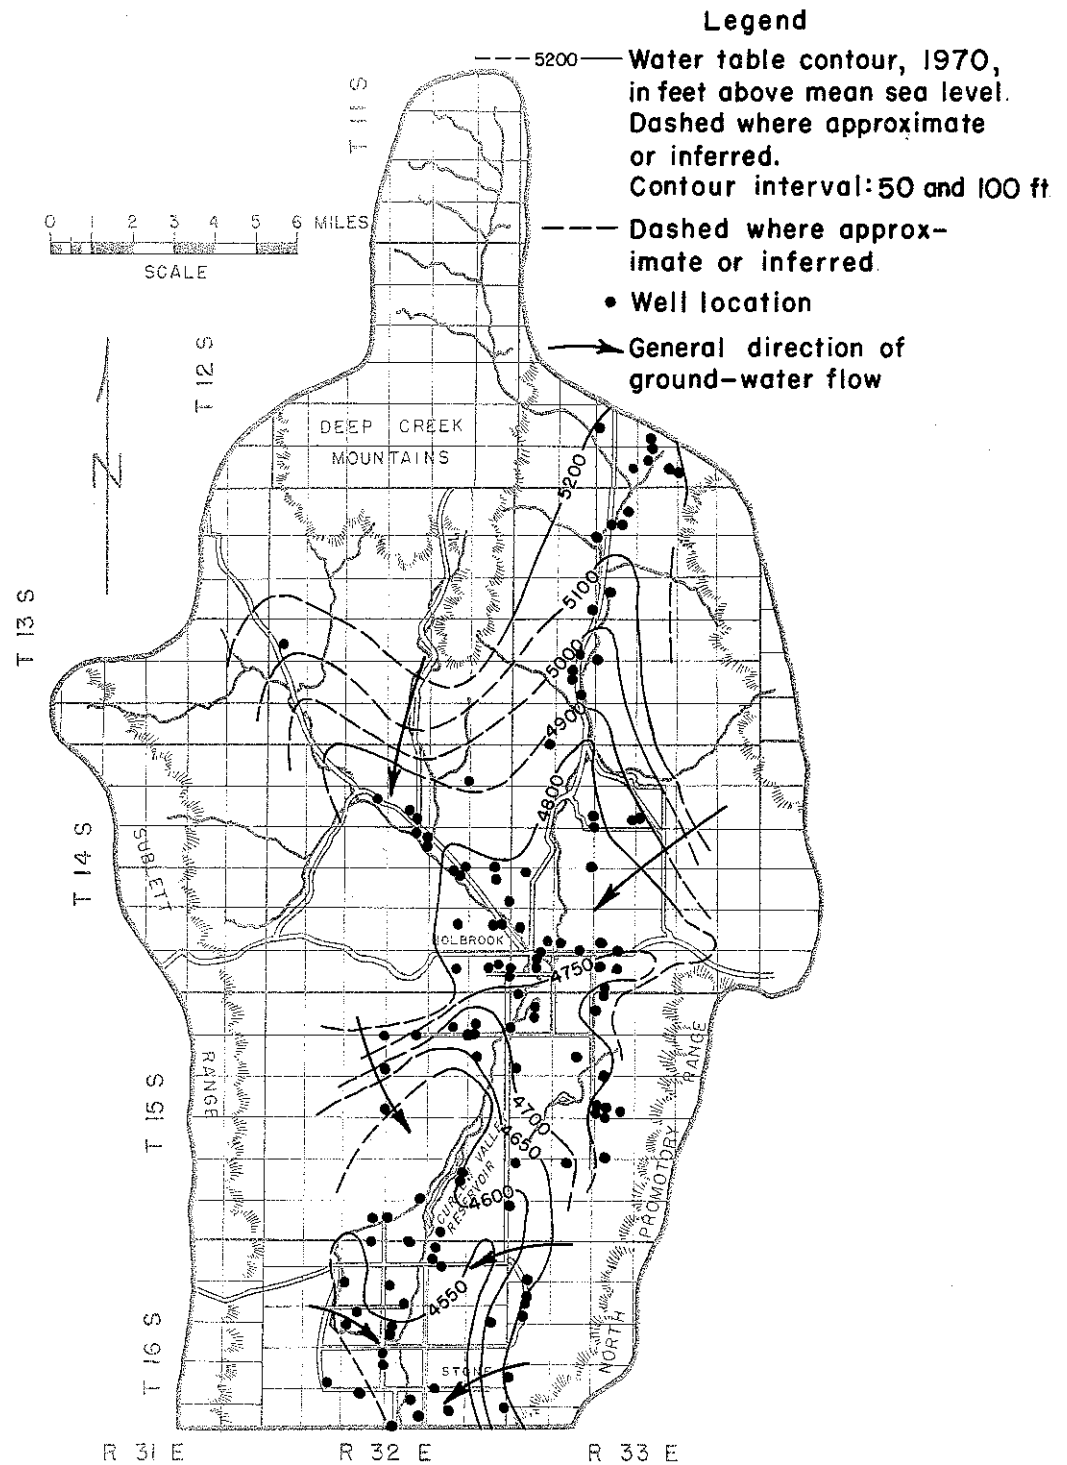 Legend
5200 Water table contour, 1970,
in feet above mean sea level.
Dashed where approximate
or inferred.
Contour interval: 50 and 100 ft
Dashed where approx-
imate or inferred
Well location
General direction of
ground-water flow
0 1 2 3 4 5 6 MILES
SCALE
N
T 11 S
T 12 S
T 13 S
T 14 S
T 15 S
T 16 S
DEEP CREEK
MOUNTAINS
5200
5100
5000
4900
4800
SUBLETT
RANGE
HOLBROOK
4750
4700
4650
4600
4550
RESERVOIR
STONE
NORTH
PROMOTORY
RANGE
R 31 E
R 32 E
R 33 E